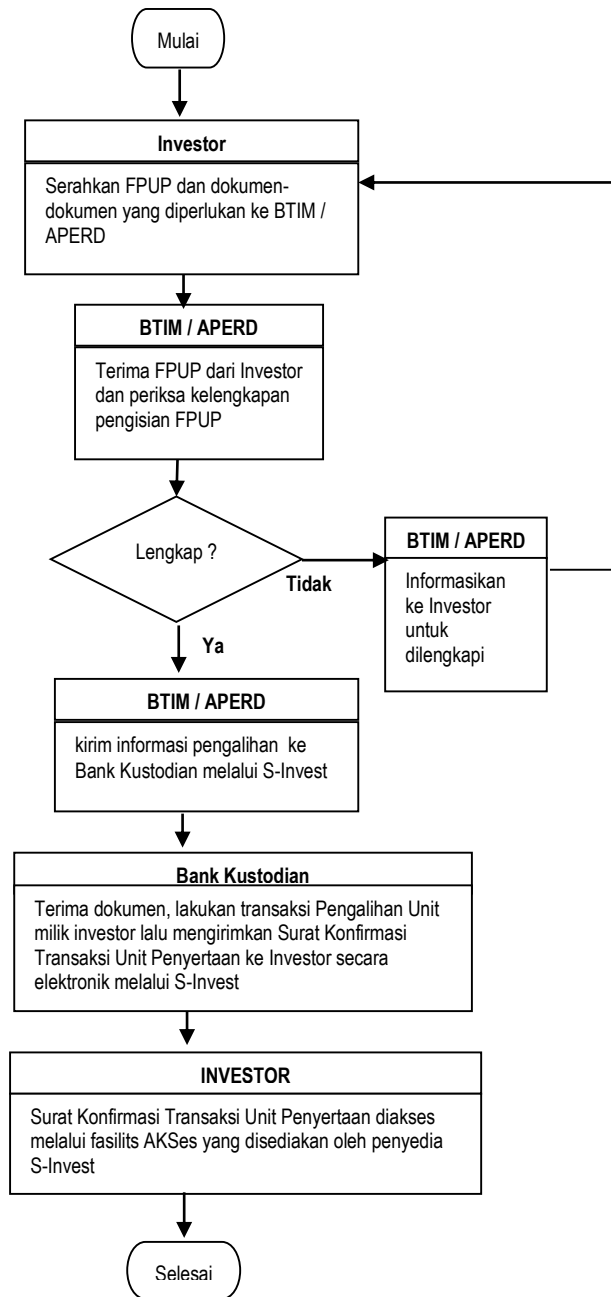 Mulai
Investor
Serahkan FPUP dan dokumen-
dokumen yang diperlukan ke BTIM /
APERD
BTIM / APERD
Terima FPUP dari Investor
dan periksa kelengkapan
pengisian FPUP
Lengkap ?
Tidak
BTIM / APERD
Informasikan
ke Investor
untuk
dilengkapi
Ya
BTIM / APERD
kirim informasi pengalihan ke
Bank Kustodian melalui S-Invest
Bank Kustodian
Terima dokumen, lakukan transaksi Pengalihan Unit
milik investor lalu mengirimkan Surat Konfirmasi
Transaksi Unit Penyertaan ke Investor secara
elektronik melalui S-Invest
INVESTOR
Surat Konfirmasi Transaksi Unit Penyertaan diakses
melalui fasilits AKSes yang disediakan oleh penyedia
S-Invest
Selesai